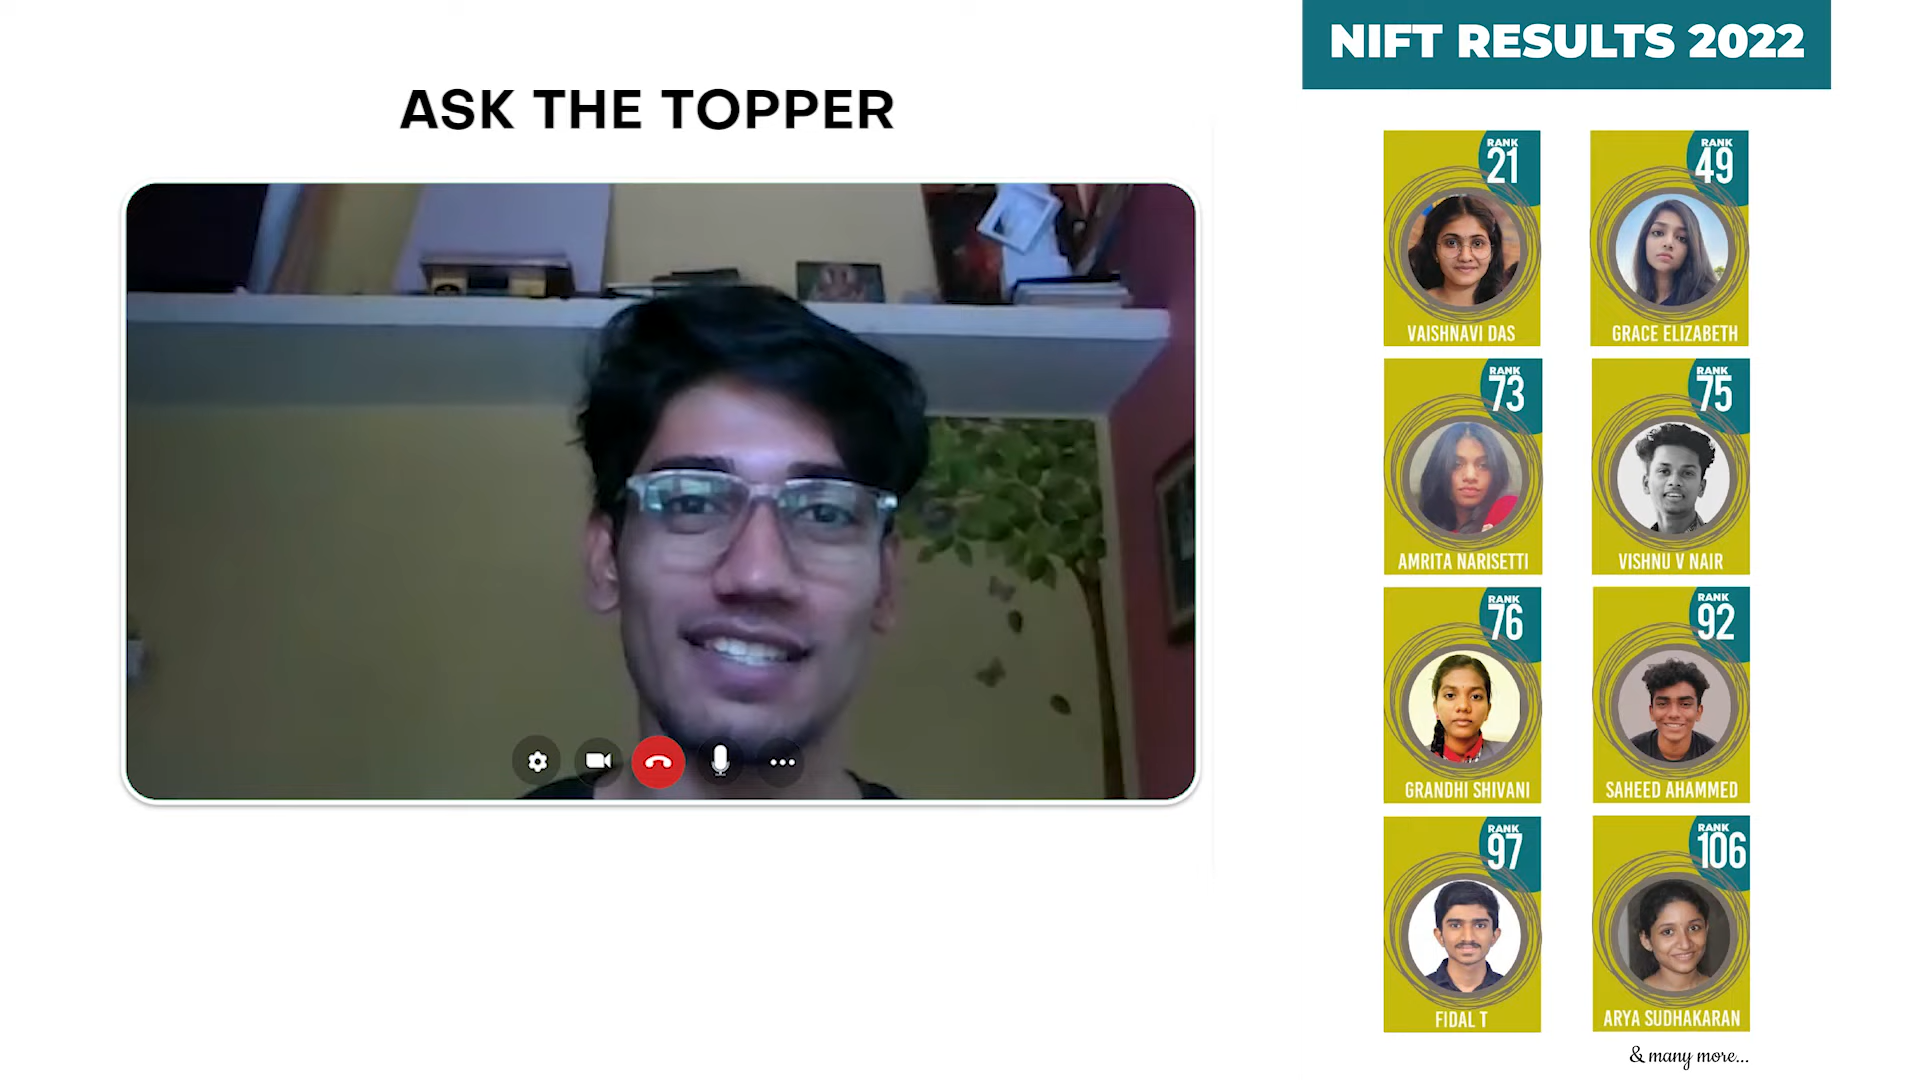 ASK THE TOPPER
NIFT RESULTS 2022
RANK
21
VAISHNAVI DAS
RANK
49
GRACE ELIZABETH
RANK
73
AMRITA NARISETTI
RANK
75
VISHNU V NAIR
RANK
76
GRANDHI SHIVANI
RANK
92
SAHEED AHAMMED
RANK
97
FIDAL T
RANK
106
ARYA SUDHAKARAN
& many more...